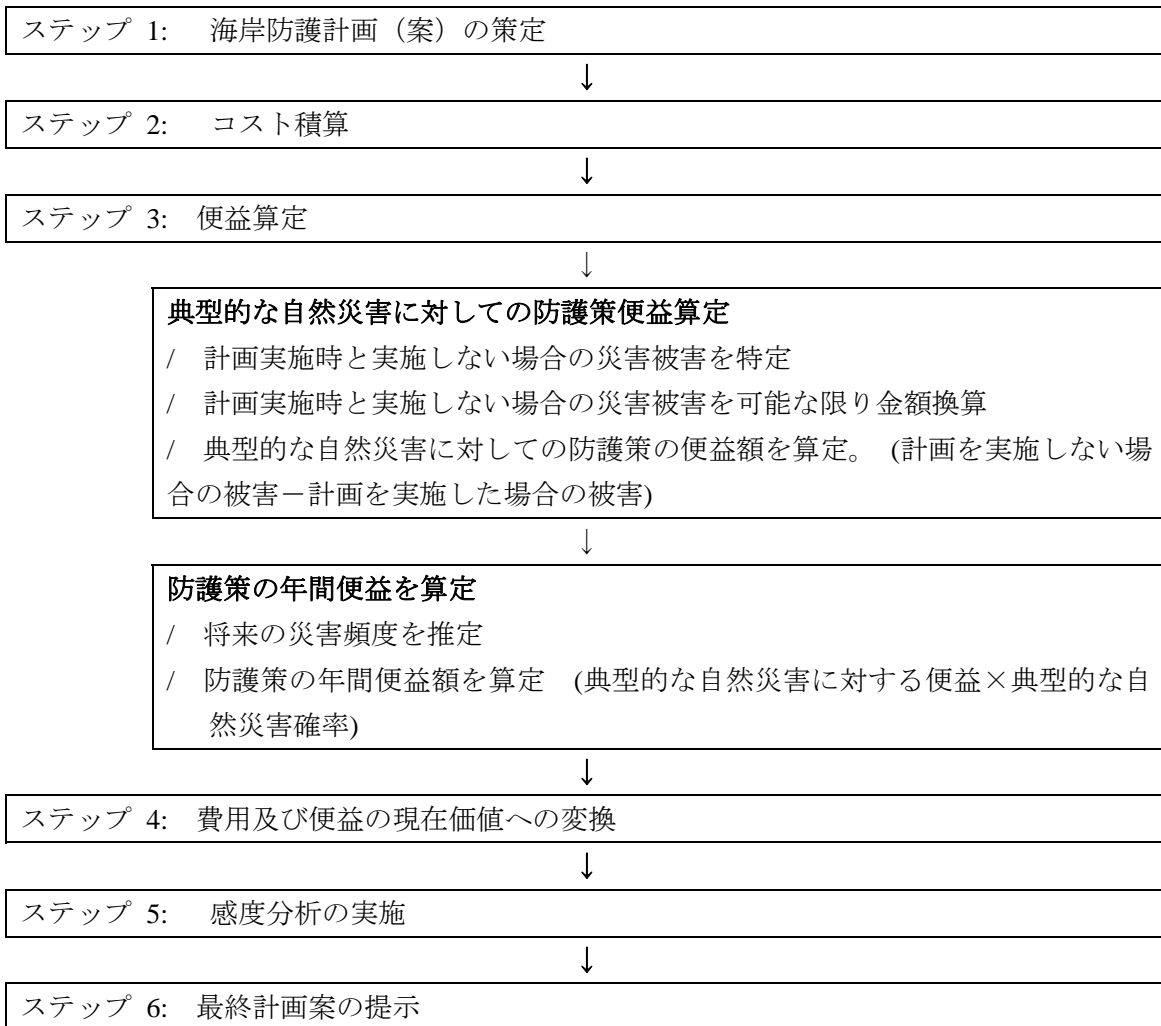 ステップ 1: 海岸防護計画（案）の策定
↓
ステップ 2: コスト積算
↓
ステップ 3: 便益算定
↓
典型的な自然災害に対しての防護策便益算定
/ 計画実施時と実施しない場合の災害被害を特定
/ 計画実施時と実施しない場合の災害被害を可能な限り金額換算
/ 典型的な自然災害に対しての防護策の便益額を算定。 (計画を実施しない場
合の被害－計画を実施した場合の被害)
↓
防護策の年間便益を算定
/ 将来の災害頻度を推定
/ 防護策の年間便益額を算定 (典型的な自然災害に対する便益×典型的な自
然災害確率)
↓
ステップ 4: 費用及び便益の現在価値への変換
↓
ステップ 5: 感度分析の実施
↓
ステップ 6: 最終計画案の提示